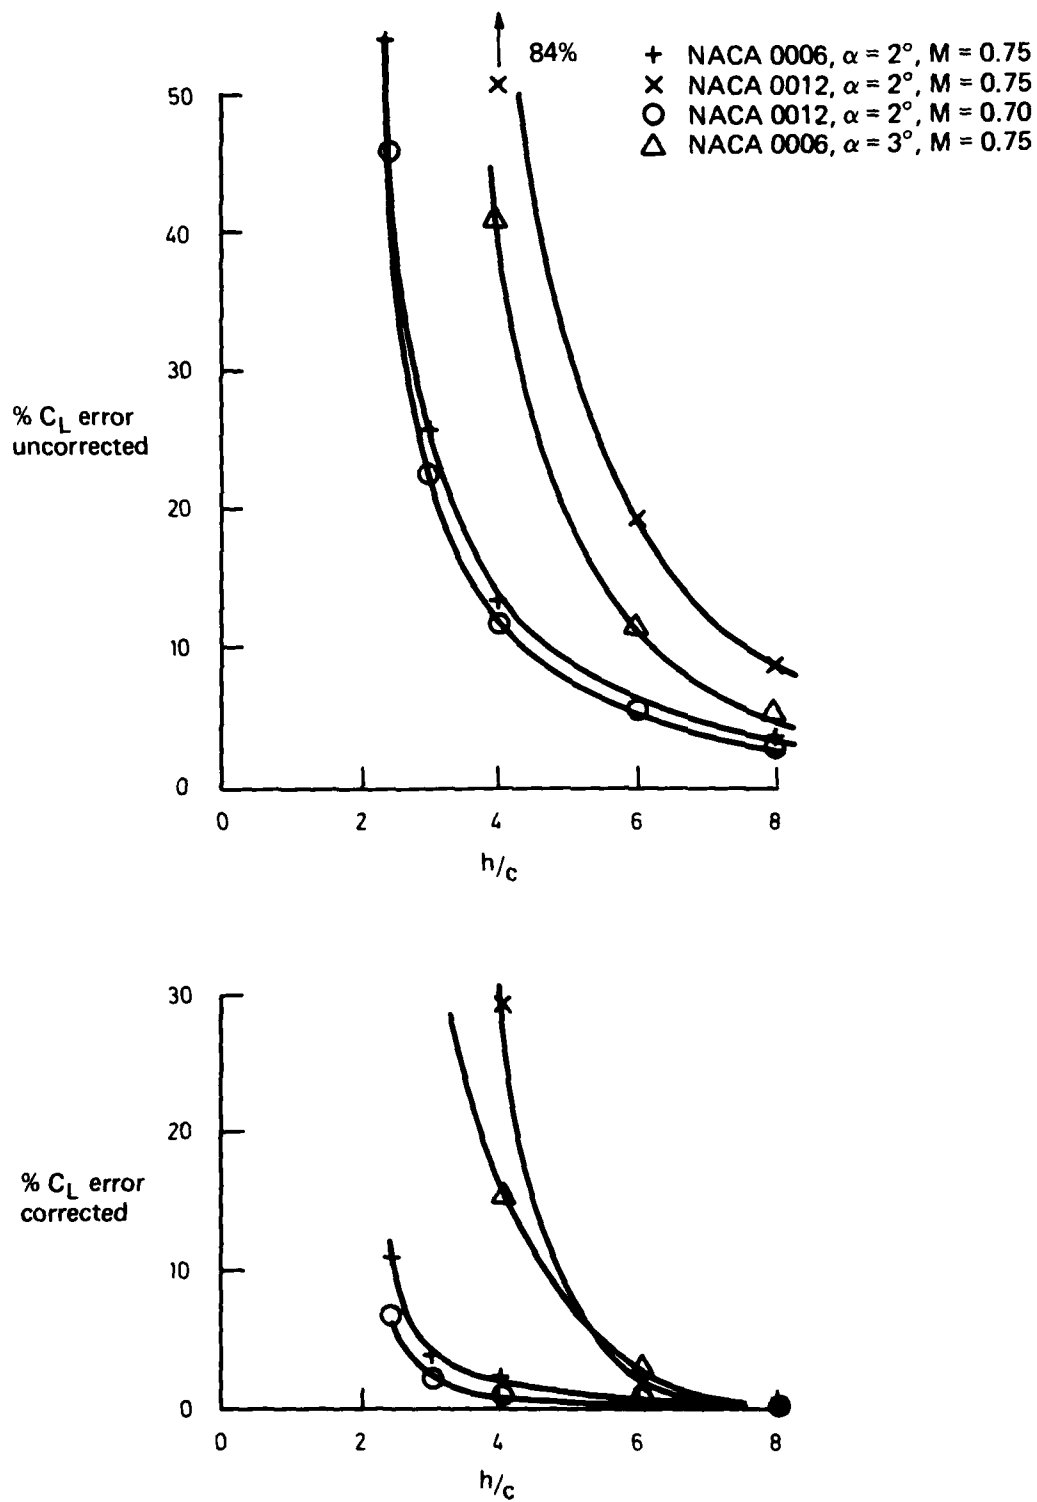 84%
+ NACA 0006, α = 2°, M = 0.75
× NACA 0012, α = 2°, M = 0.75
○ NACA 0012, α = 2°, M = 0.70
△ NACA 0006, α = 3°, M = 0.75
50
40
30
20
10
0
% CL error
uncorrected
0 2 4 6 8
h/c
30
20
10
0
% CL error
corrected
0 2 4 6 8
h/c